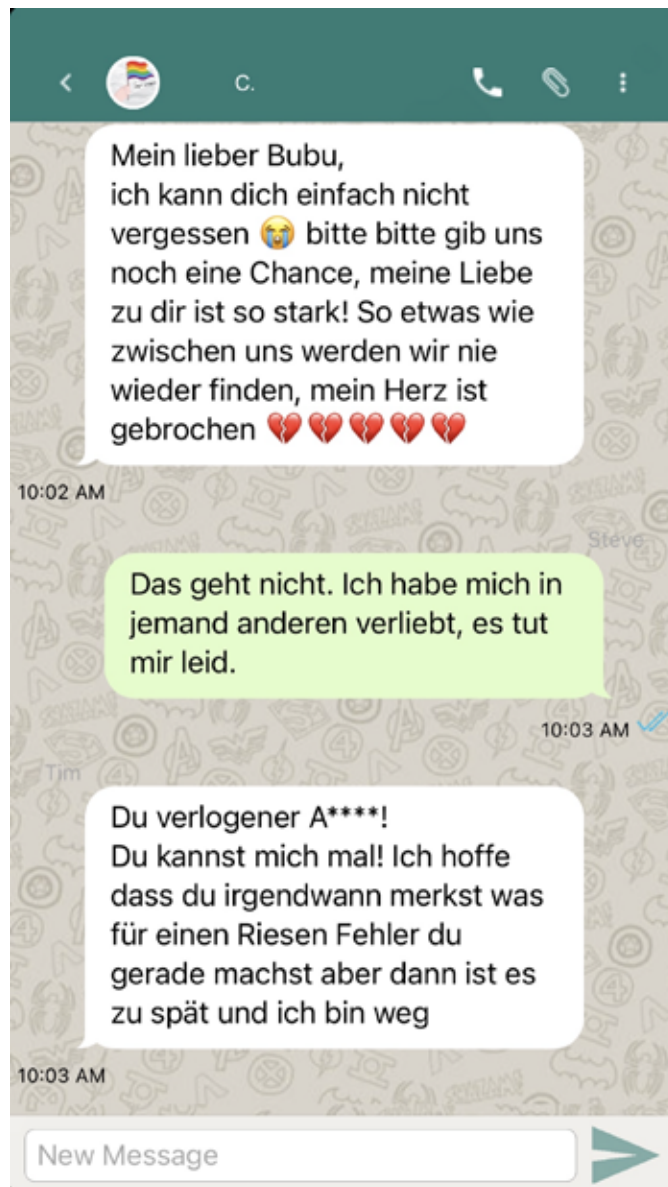 C.
Mein lieber Bubu,
ich kann dich einfach nicht
vergessen 😭 bitte bitte gib uns
noch eine Chance, meine Liebe
zu dir ist so stark! So etwas wie
zwischen uns werden wir nie
wieder finden, mein Herz ist
gebrochen 💔💔💔💔💔
10:02 AM
Steve
Das geht nicht. Ich habe mich in
jemand anderen verliebt, es tut
mir leid.
10:03 AM
Tim
Du verlogener A****!
Du kannst mich mal! Ich hoffe
dass du irgendwann merkst was
für einen Riesen Fehler du
gerade machst aber dann ist es
zu spät und ich bin weg
10:03 AM
New Message